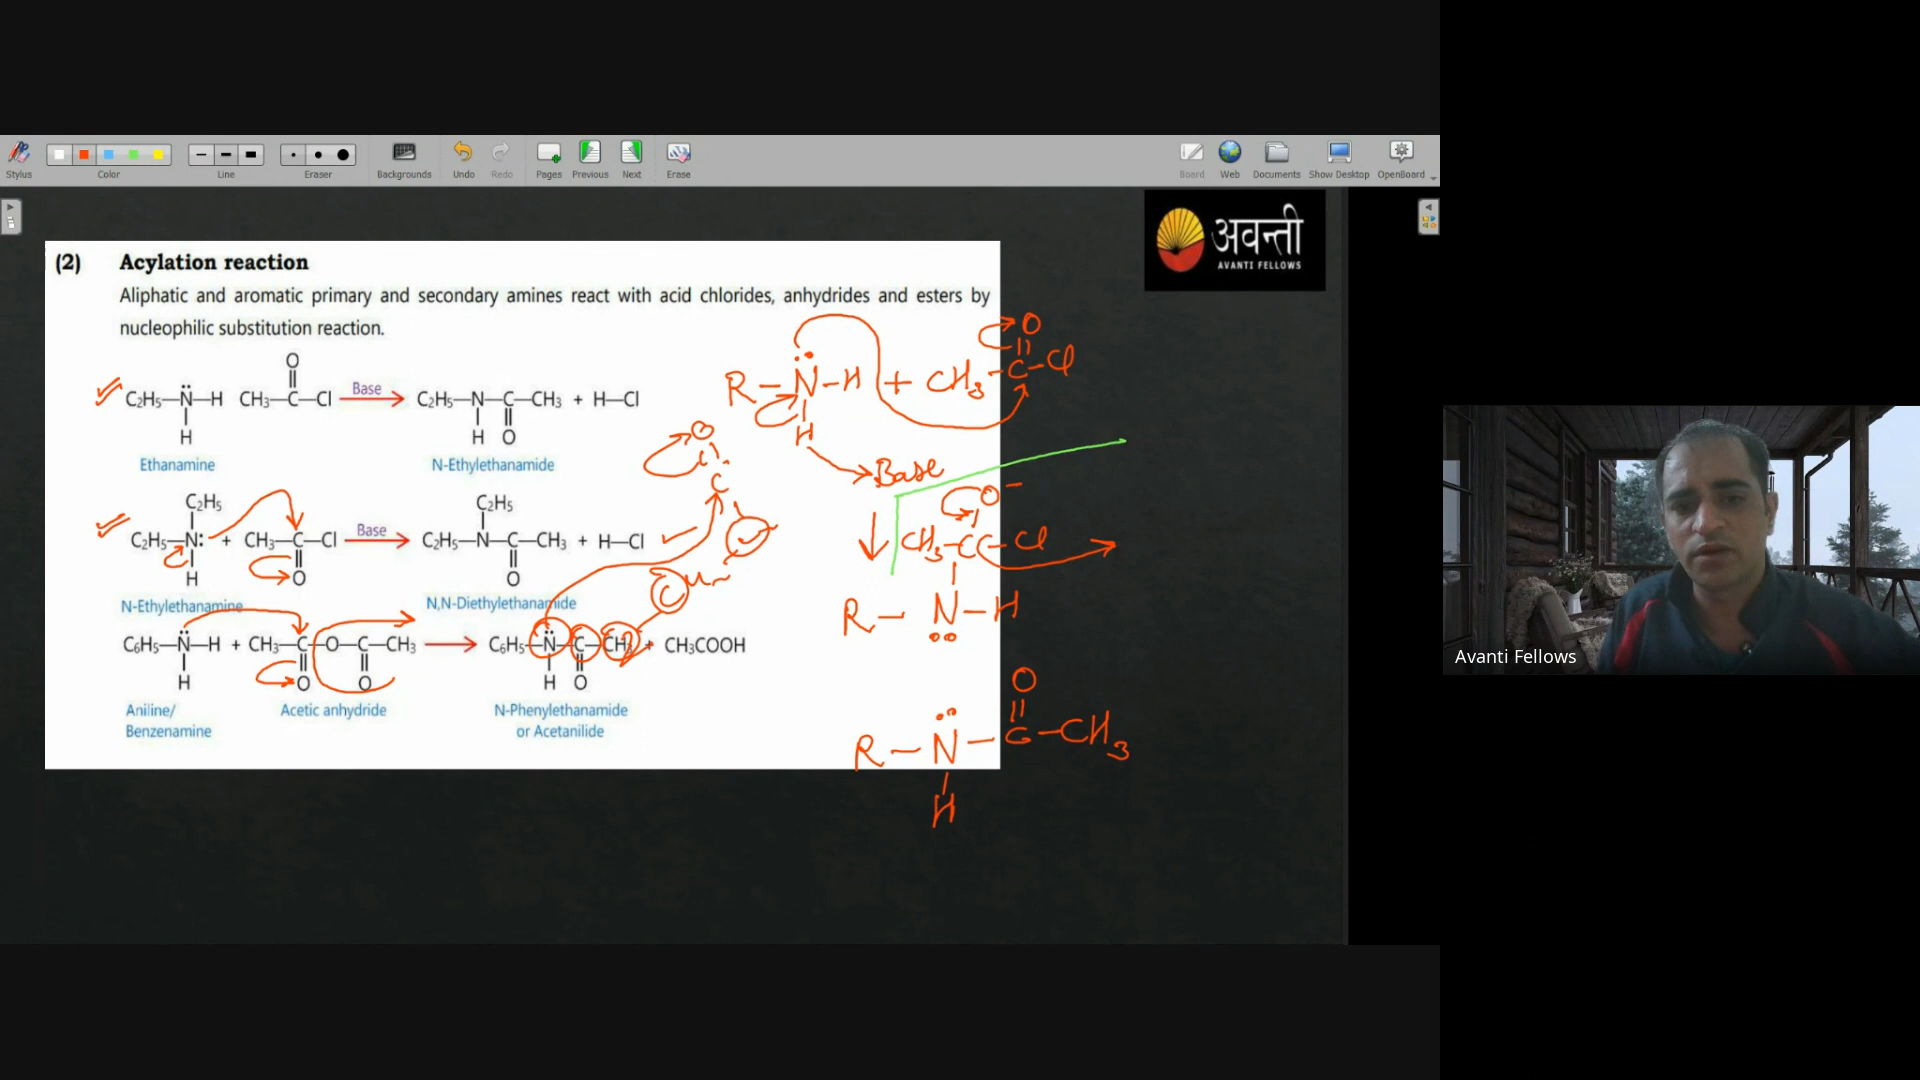 Stylus Color Line Eraser Backgrounds Undo Redo Pages Previous Next Erase Board Web Documents Show Desktop OpenBoard
अवन्ती
AVANTI FELLOWS
(2) Acylation reaction
Aliphatic and aromatic primary and secondary amines react with acid chlorides, anhydrides and esters by
nucleophilic substitution reaction.
O
C₂H₅—N̈—H CH₃—C—Cl Base C₂H₅—N—C—CH₃ + H—Cl
H H O
Ethanamine N-Ethylethanamide
C₂H₅ C₂H₅
C₂H₅—N: + CH₃—C—Cl Base C₂H₅—N—C—CH₃ + H—Cl
H O O
N-Ethylethanamine N,N-Diethylethanamide
C₆H₅—N̈—H + CH₃—C—O—C—CH₃ C₆H₅—N̈—C—CH₃ + CH₃COOH
H O O H O
Aniline/ Acetic anhydride N-Phenylethanamide
Benzenamine or Acetanilide
O
R—N̈—H + CH₃—C—Cl
H
Base
O⁻
CH₃—C—Cl
R—N—H
O
R—N̈—C—CH₃
H
O
C
Avanti Fellows